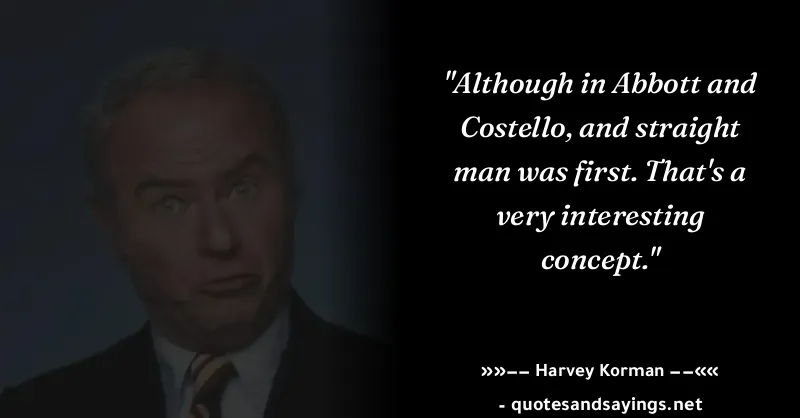 "Although in Abbott and
Costello, and straight
man was first. That's a
very interesting
concept."
»»−− Harvey Korman −−««
- quotesandsayings.net